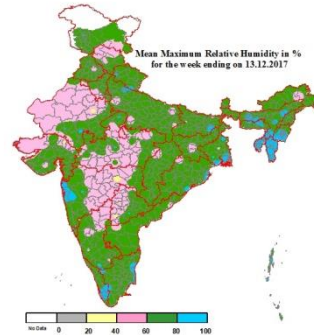 Mean Maximum Relative Humidity in %
for the week ending on 13.12.2017
No Data 0 20 40 60 80 100